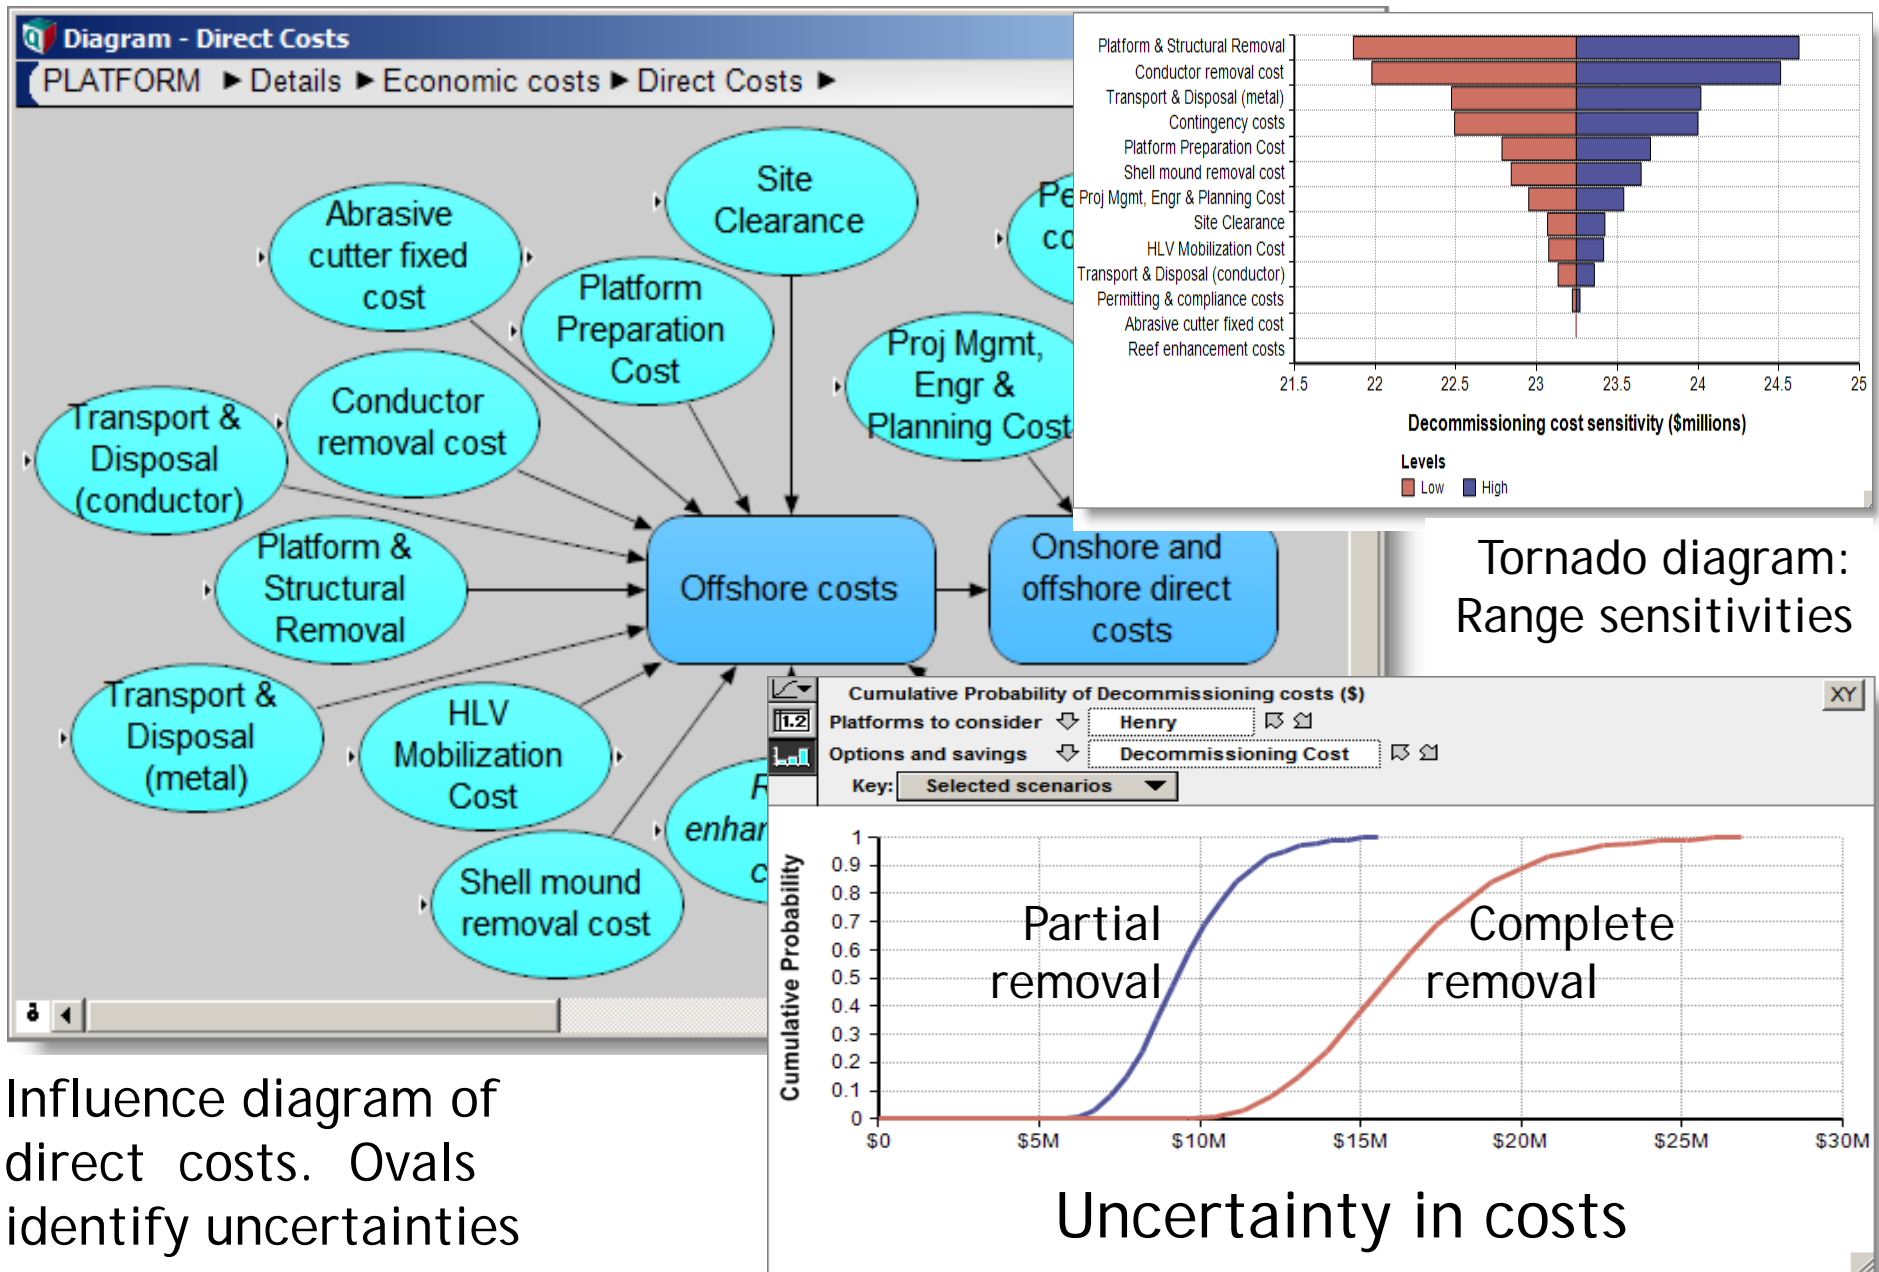 Diagram - Direct Costs
PLATFORM ►Details ►Economic costs►Direct Costs ►
Site
Clearance
Abrasive
cutter fixed
cost
Platform
Preparation
Cost
Proj Mgmt,
Engr &
Planning Cost
Conductor
removal cost
Transport &
Disposal
(conductor)
Platform &
Structural
Removal
Offshore costs
Onshore and
offshore direct
costs
Transport &
Disposal
(metal)
HLV
Mobilization
Cost
Shell mound
removal cost
Platform & Structural Removal
Conductor removal cost
Transport & Disposal (metal)
Contingency costs
Platform Preparation Cost
Shell mound removal cost
Proj Mgmt, Engr & Planning Cost
Site Clearance
HLV Mobilization Cost
Transport & Disposal (conductor)
Permitting & compliance costs
Abrasive cutter fixed cost
Reef enhancement costs
21.5 22 22.5 23 23.5 24 24.5 25
Decommissioning cost sensitivity ($millions)
Levels
Low High
Tornado diagram:
Range sensitivities
Cumulative Probability of Decommissioning costs ($)
XY
1.2
Platforms to consider Henry
Options and savings Decommissioning Cost
Key: Selected scenarios
Cumulative Probability
1
0.9
0.8
0.7
0.6
0.5
0.4
0.3
0.2
0.1
0
Partial
removal
Complete
removal
$0 $5M $10M $15M $20M $25M $30M
Uncertainty in costs
Influence diagram of
direct costs. Ovals
identify uncertainties